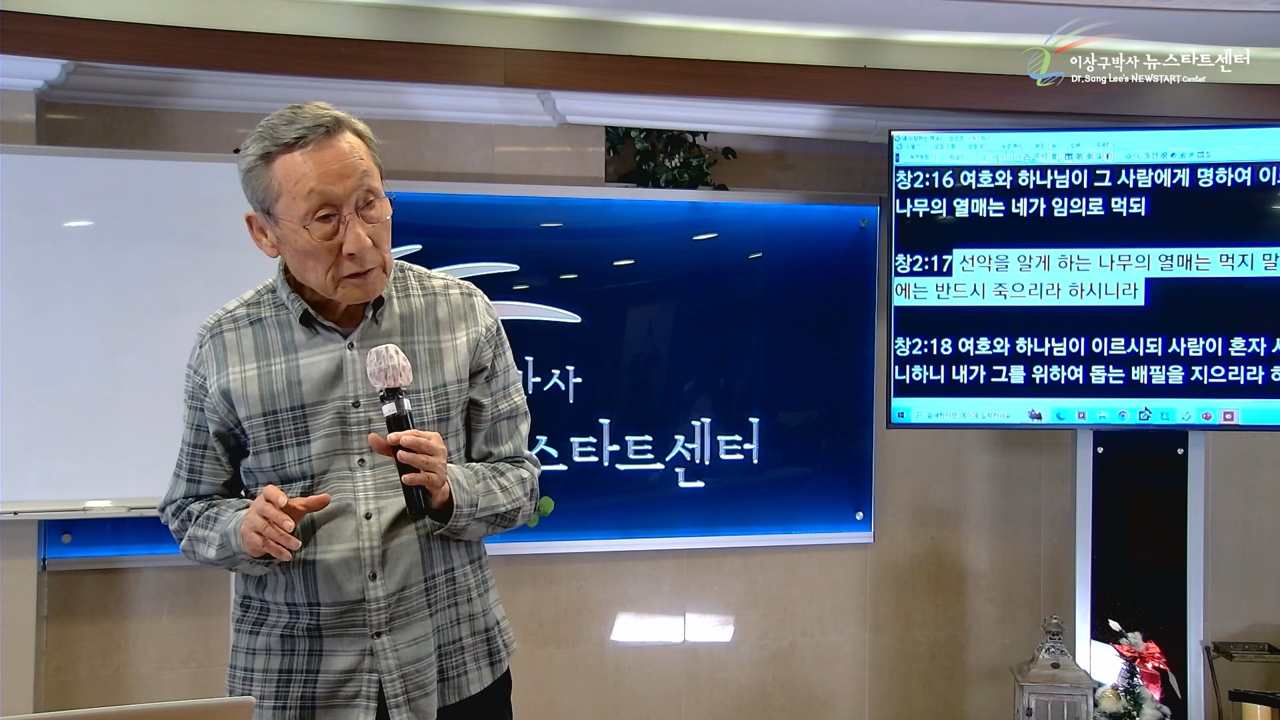 이상구박사 뉴스타트센터
Dr. Sang Lee's NEWSTART Center
창2:16 여호와 하나님이 그 사람에게 명하여
나무의 열매는 네가 임의로 먹되
창2:17 선악을 알게 하는 나무의 열매는 먹지 말
에는 반드시 죽으리라 하시니라
창2:18 여호와 하나님이 이르시되 사람이 혼자
니하니 내가 그를 위하여 돕는 배필을 지으리라
사
스타트센터